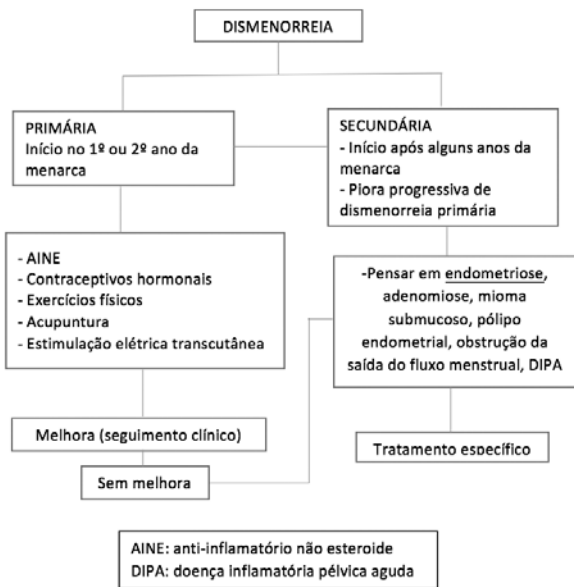 DISMENORREIA
PRIMÁRIA
Início no 1º ou 2º ano da
menarca
SECUNDÁRIA
- Início após alguns anos da
menarca
- Piora progressiva de
dismenorreia primária
- AINE
- Contraceptivos hormonais
- Exercícios físicos
- Acupuntura
- Estimulação elétrica transcutânea
-Pensar em endometriose,
adenomiose, mioma
submucoso, pólipo
endometrial, obstrução da
saída do fluxo menstrual, DIPA
Melhora (seguimento clínico)
Sem melhora
Tratamento específico
AINE: anti-inflamatório não esteroide
DIPA: doença inflamatória pélvica aguda